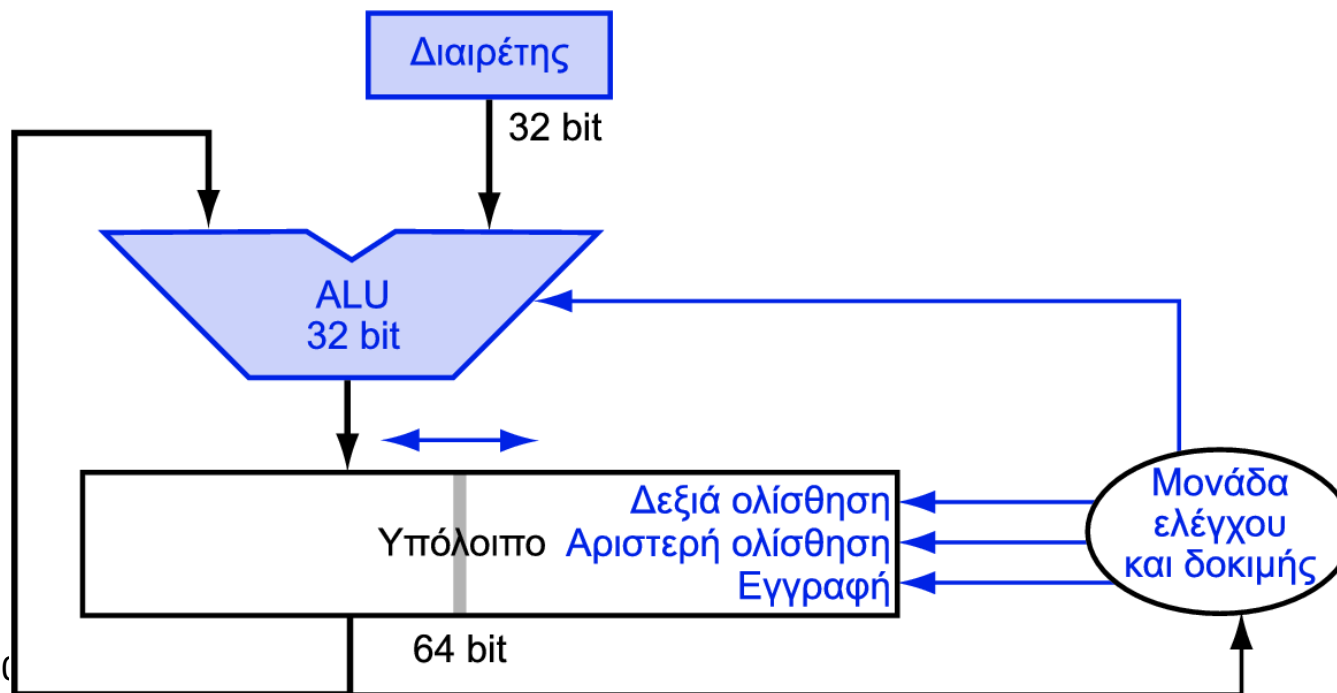 Διαιρέτης
32 bit
ALU
32 bit
Δεξιά ολίσθηση
Υπόλοιπο Αριστερή ολίσθηση
Εγγραφή
Μονάδα
ελέγχου
και δοκιμής
64 bit